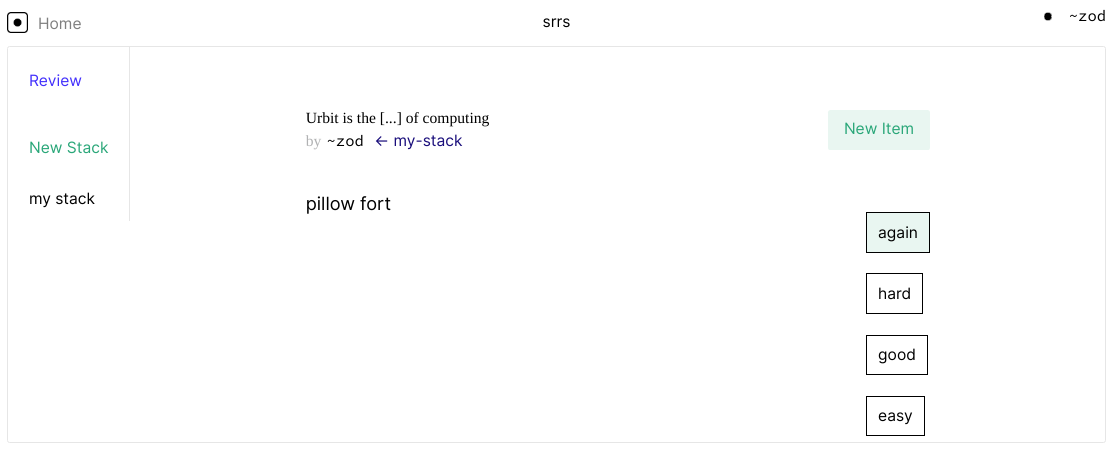 Home
srrs
~zod
Review
New Stack
my stack
Urbit is the [...] of computing
by ~zod ← my-stack
New Item
pillow fort
again
hard
good
easy